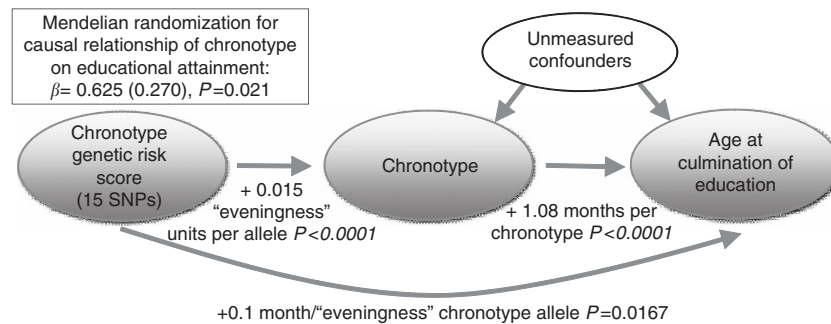 Mendelian randomization for
causal relationship of chronotype
on educational attainment:
β= 0.625 (0.270), P=0.021
Unmeasured
confounders
Chronotype
genetic risk
score
(15 SNPs)
Chronotype
Age at
culmination of
education
+ 0.015
“eveningness”
units per allele P<0.0001
+ 1.08 months per
chronotype P<0.0001
+0.1 month/“eveningness” chronotype allele P=0.0167